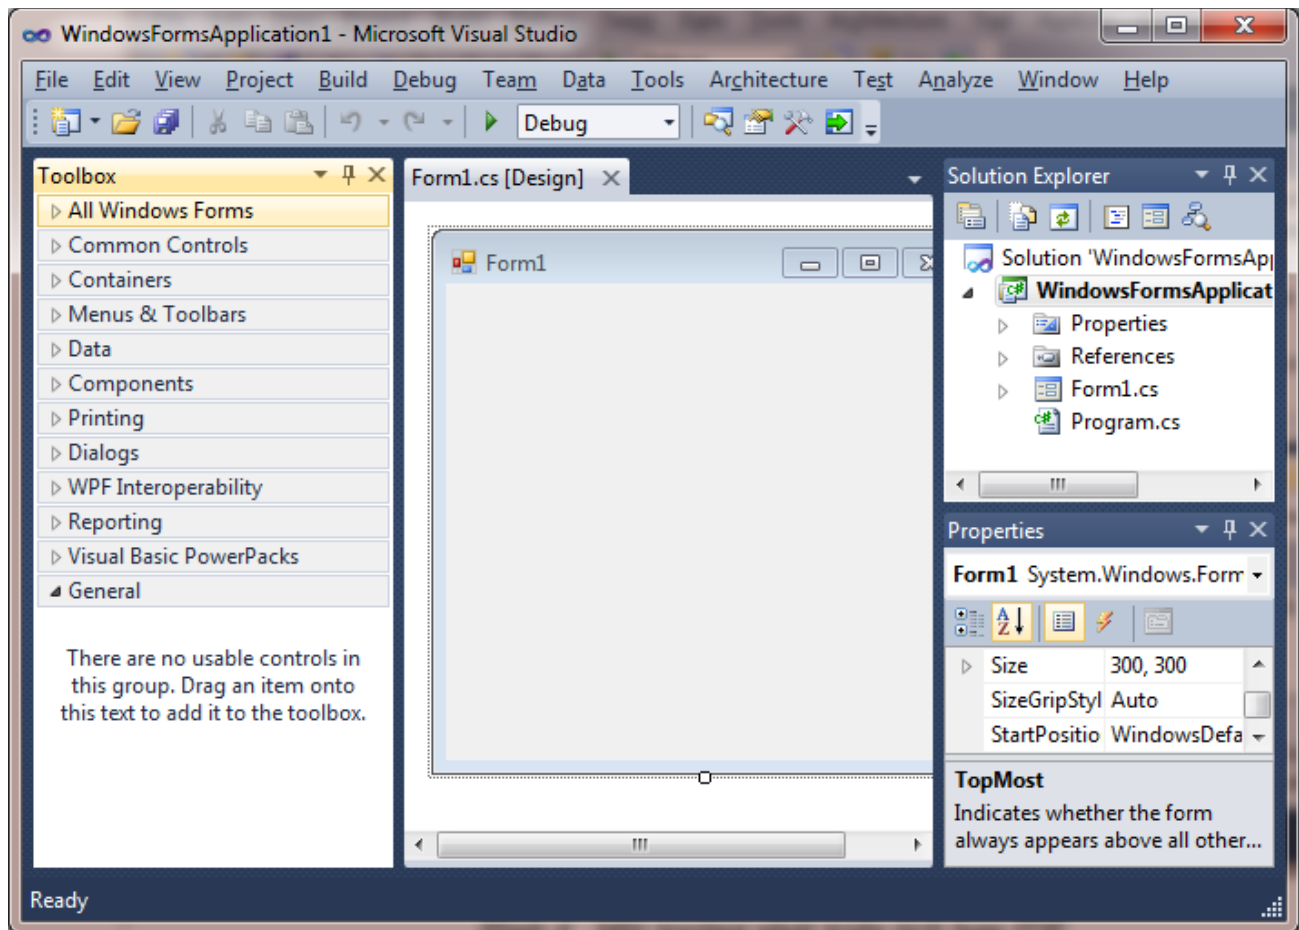 WindowsFormsApplication1 - Microsoft Visual Studio
File Edit View Project Build Debug Team Data Tools Architecture Test Analyze Window Help
Debug
Toolbox
All Windows Forms
Common Controls
Containers
Menus & Toolbars
Data
Components
Printing
Dialogs
WPF Interoperability
Reporting
Visual Basic PowerPacks
General
There are no usable controls in
this group. Drag an item onto
this text to add it to the toolbox.
Form1.cs [Design]
Form1
Solution Explorer
Solution 'WindowsFormsApp
WindowsFormsApplicat
Properties
References
Form1.cs
Program.cs
Properties
Form1 System.Windows.Form
Size 300, 300
SizeGripStyl Auto
StartPositio WindowsDefa
TopMost
Indicates whether the form
always appears above all other...
Ready